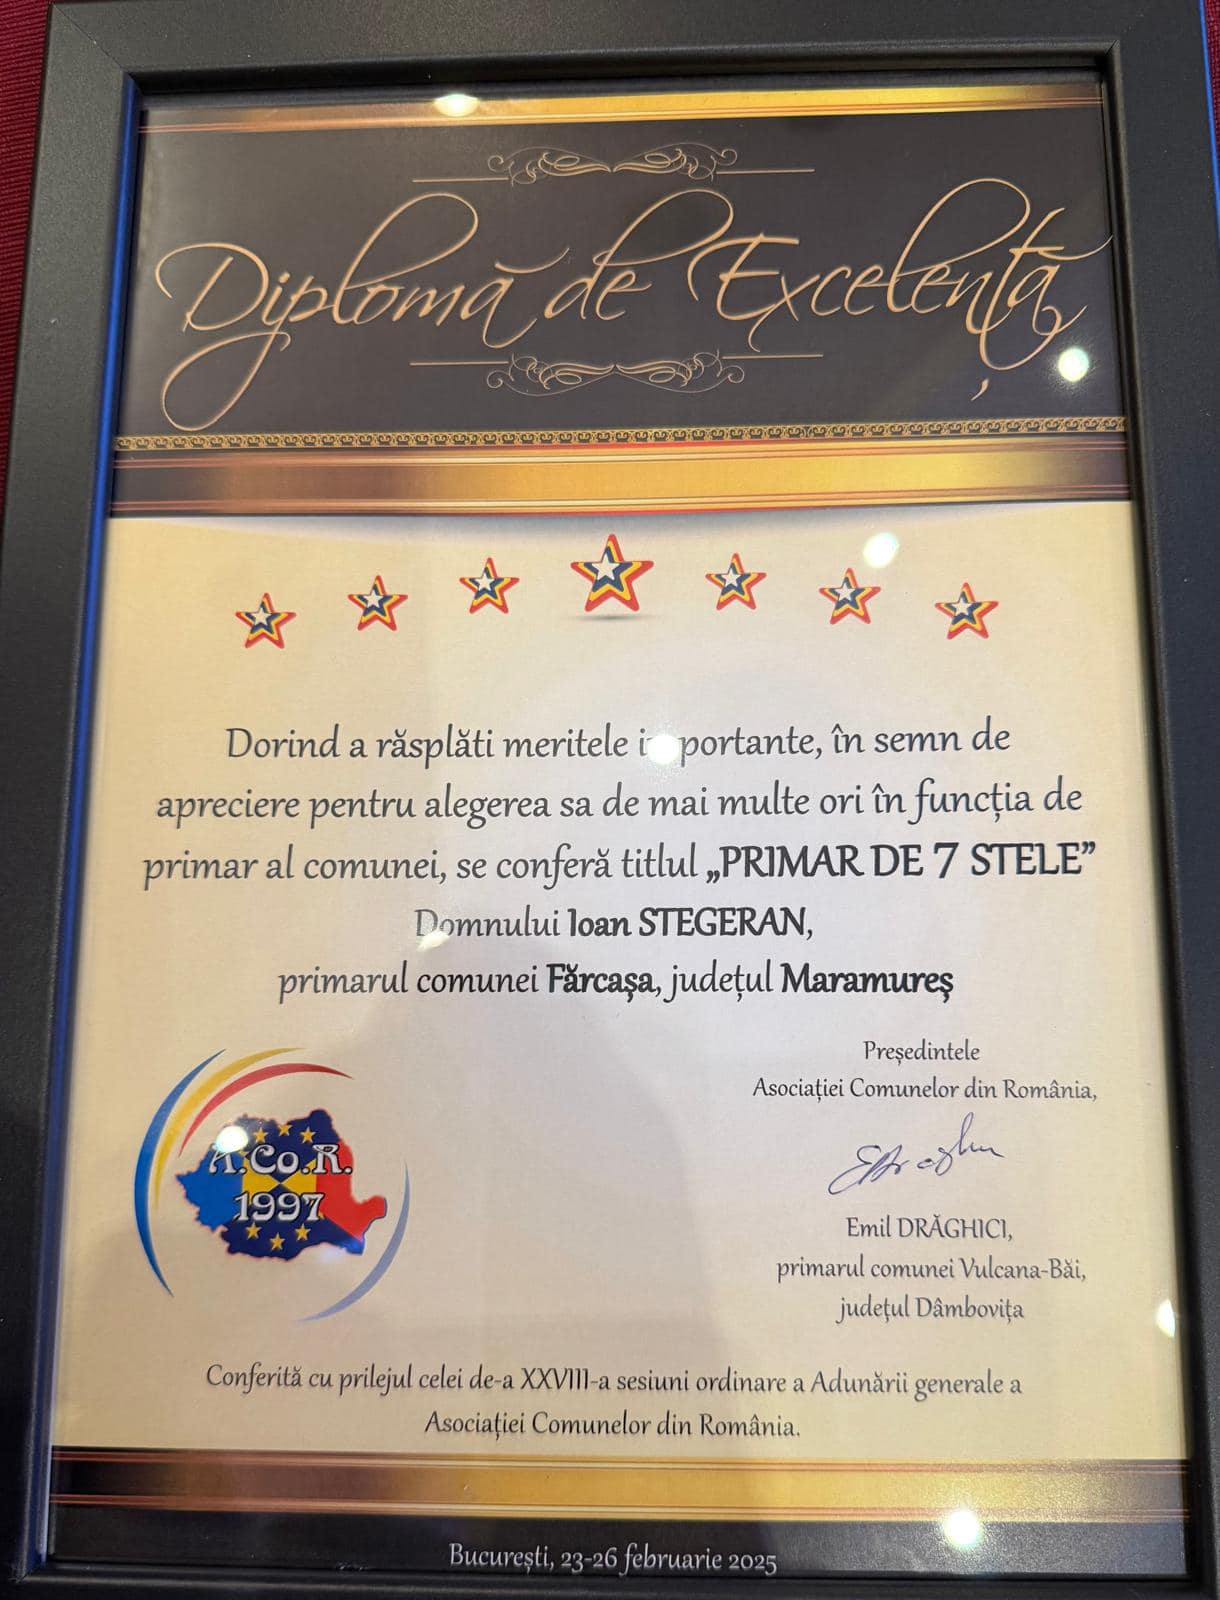 Diplomă de Excelență
Dorind a răsplăti meritele importante, în semn de
apreciere pentru alegerea sa de mai multe ori în funcția de
primar al comunei, se conferă titlul „PRIMAR DE 7 STELE”
Domnului Ioan STEGERAN,
primarul comunei Fărcașa, județul Maramureș
Președintele
Asociației Comunelor din România,
A.Co.R.
1997
Emil DRĂGHICI,
primarul comunei Vulcana-Băi,
județul Dâmbovița
Conferită cu prilejul celei de-a XXVIII-a sesiuni ordinare a Adunării generale a
Asociației Comunelor din România.
București, 23-26 februarie 2025